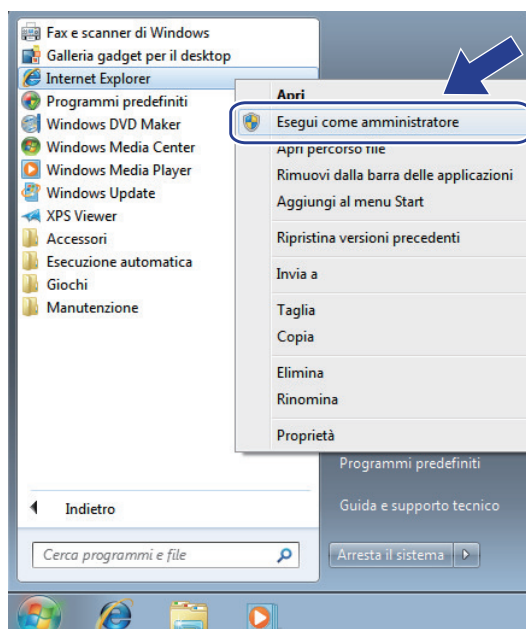 Fax e scanner di Windows
Galleria gadget per il desktop
Internet Explorer
Programmi predefiniti
Windows DVD Maker
Windows Media Center
Windows Media Player
Windows Update
XPS Viewer
Accessori
Esecuzione automatica
Giochi
Manutenzione
Apri
Esegui come amministratore
Apri percorso file
Rimuovi dalla barra delle applicazioni
Aggiungi al menu Start
Ripristina versioni precedenti
Invia a
Taglia
Copia
Elimina
Rinomina
Proprietà
Programmi predefiniti
Guida e supporto tecnico
Indietro
Cerca programmi e file
Arresta il sistema